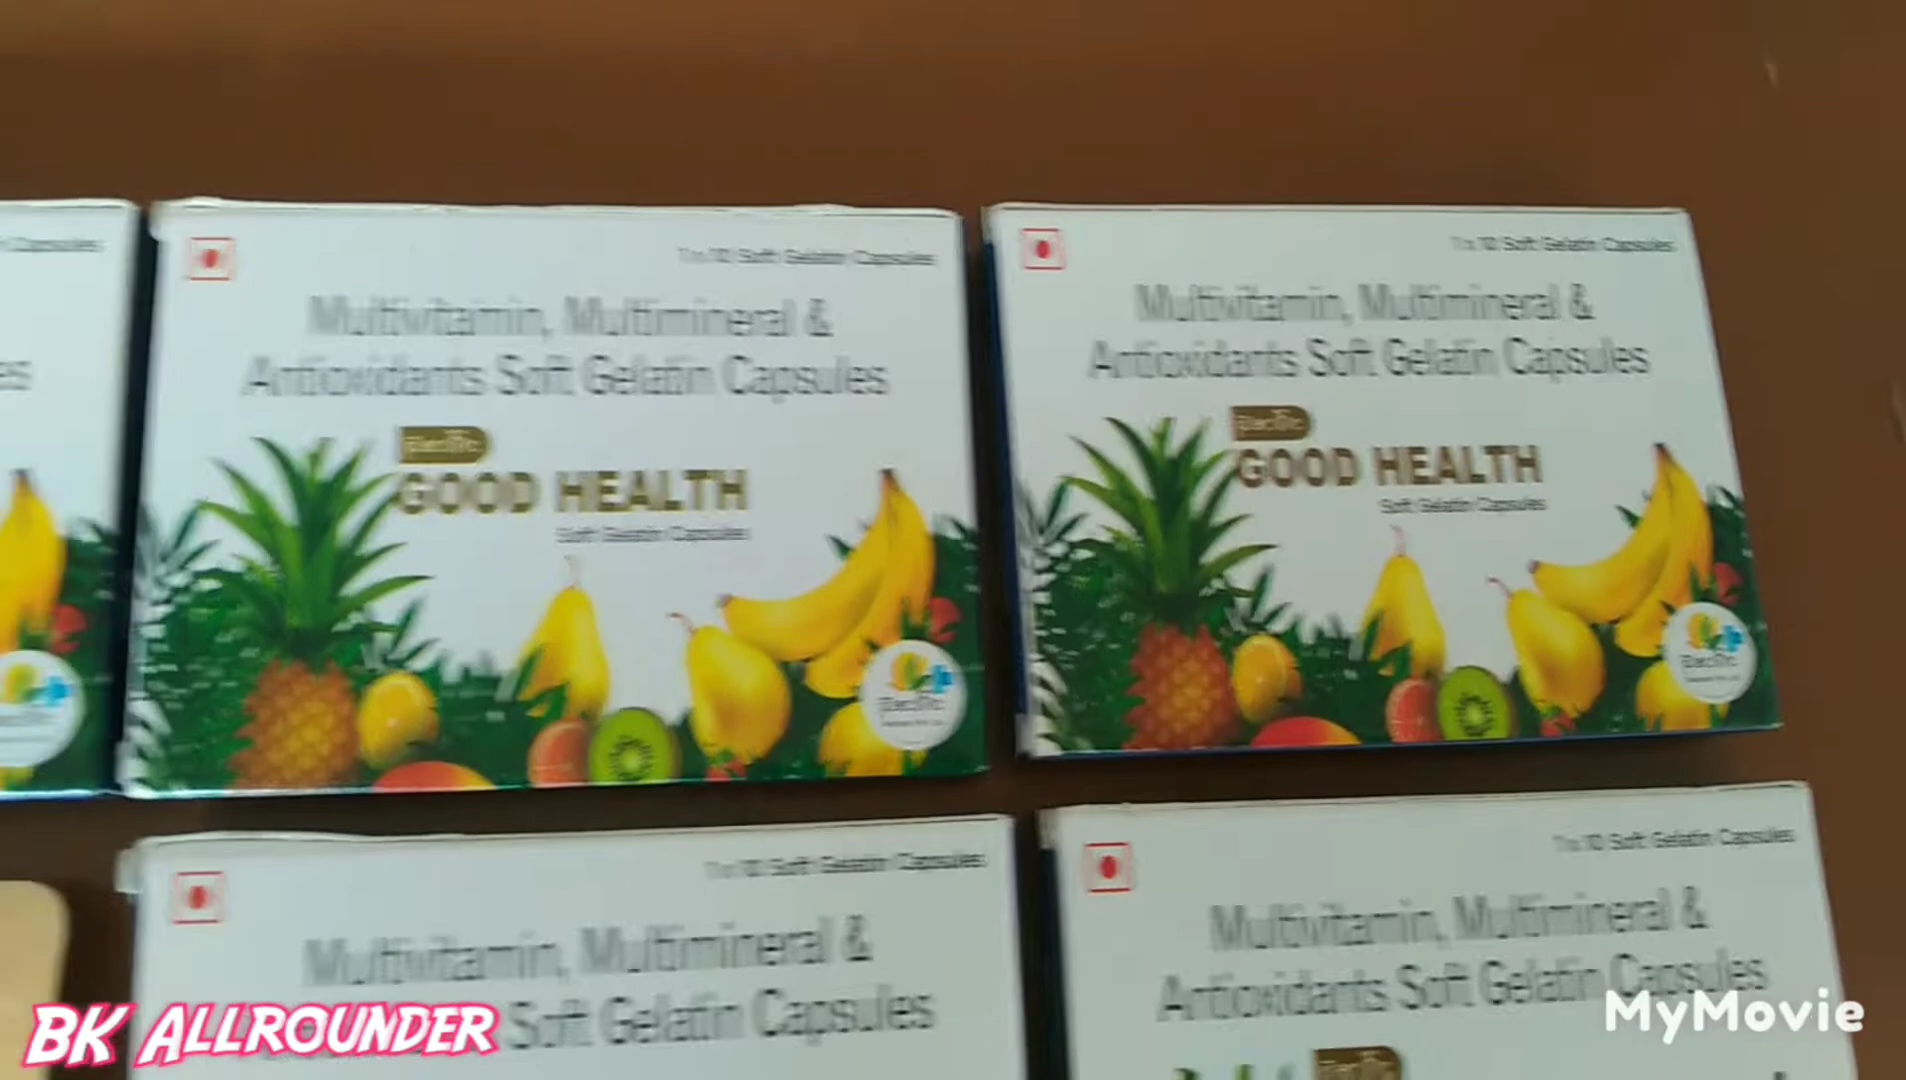 Capsules
1 x 10 Soft Gelatin Capsules
Multivitamin, Multimineral &
Antioxidants Soft Gelatin Capsules
GOOD HEALTH
Soft Gelatin Capsules
1 x 10 Soft Gelatin Capsules
Multivitamin, Multimineral &
Antioxidants Soft Gelatin Capsules
GOOD HEALTH
Soft Gelatin Capsules
1 x 10 Soft Gelatin Capsules
Multivitamin, Multimineral &
Soft Gelatin Capsules
1 x 10 Soft Gelatin Capsules
Multivitamin, Multimineral &
Antioxidants Soft Gelatin Capsules
BK ALLROUNDER
MyMovie